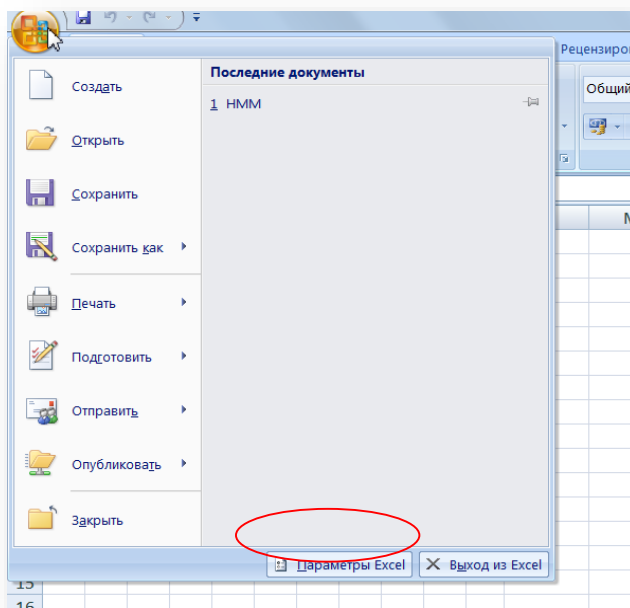 Рецензиро
Создать
Последние документы
1 НММ
Общий
Открыть
Сохранить
Сохранить как
Печать
Подготовить
Отправить
Опубликовать
Закрыть
Параметры Excel
Выход из Excel
15
16